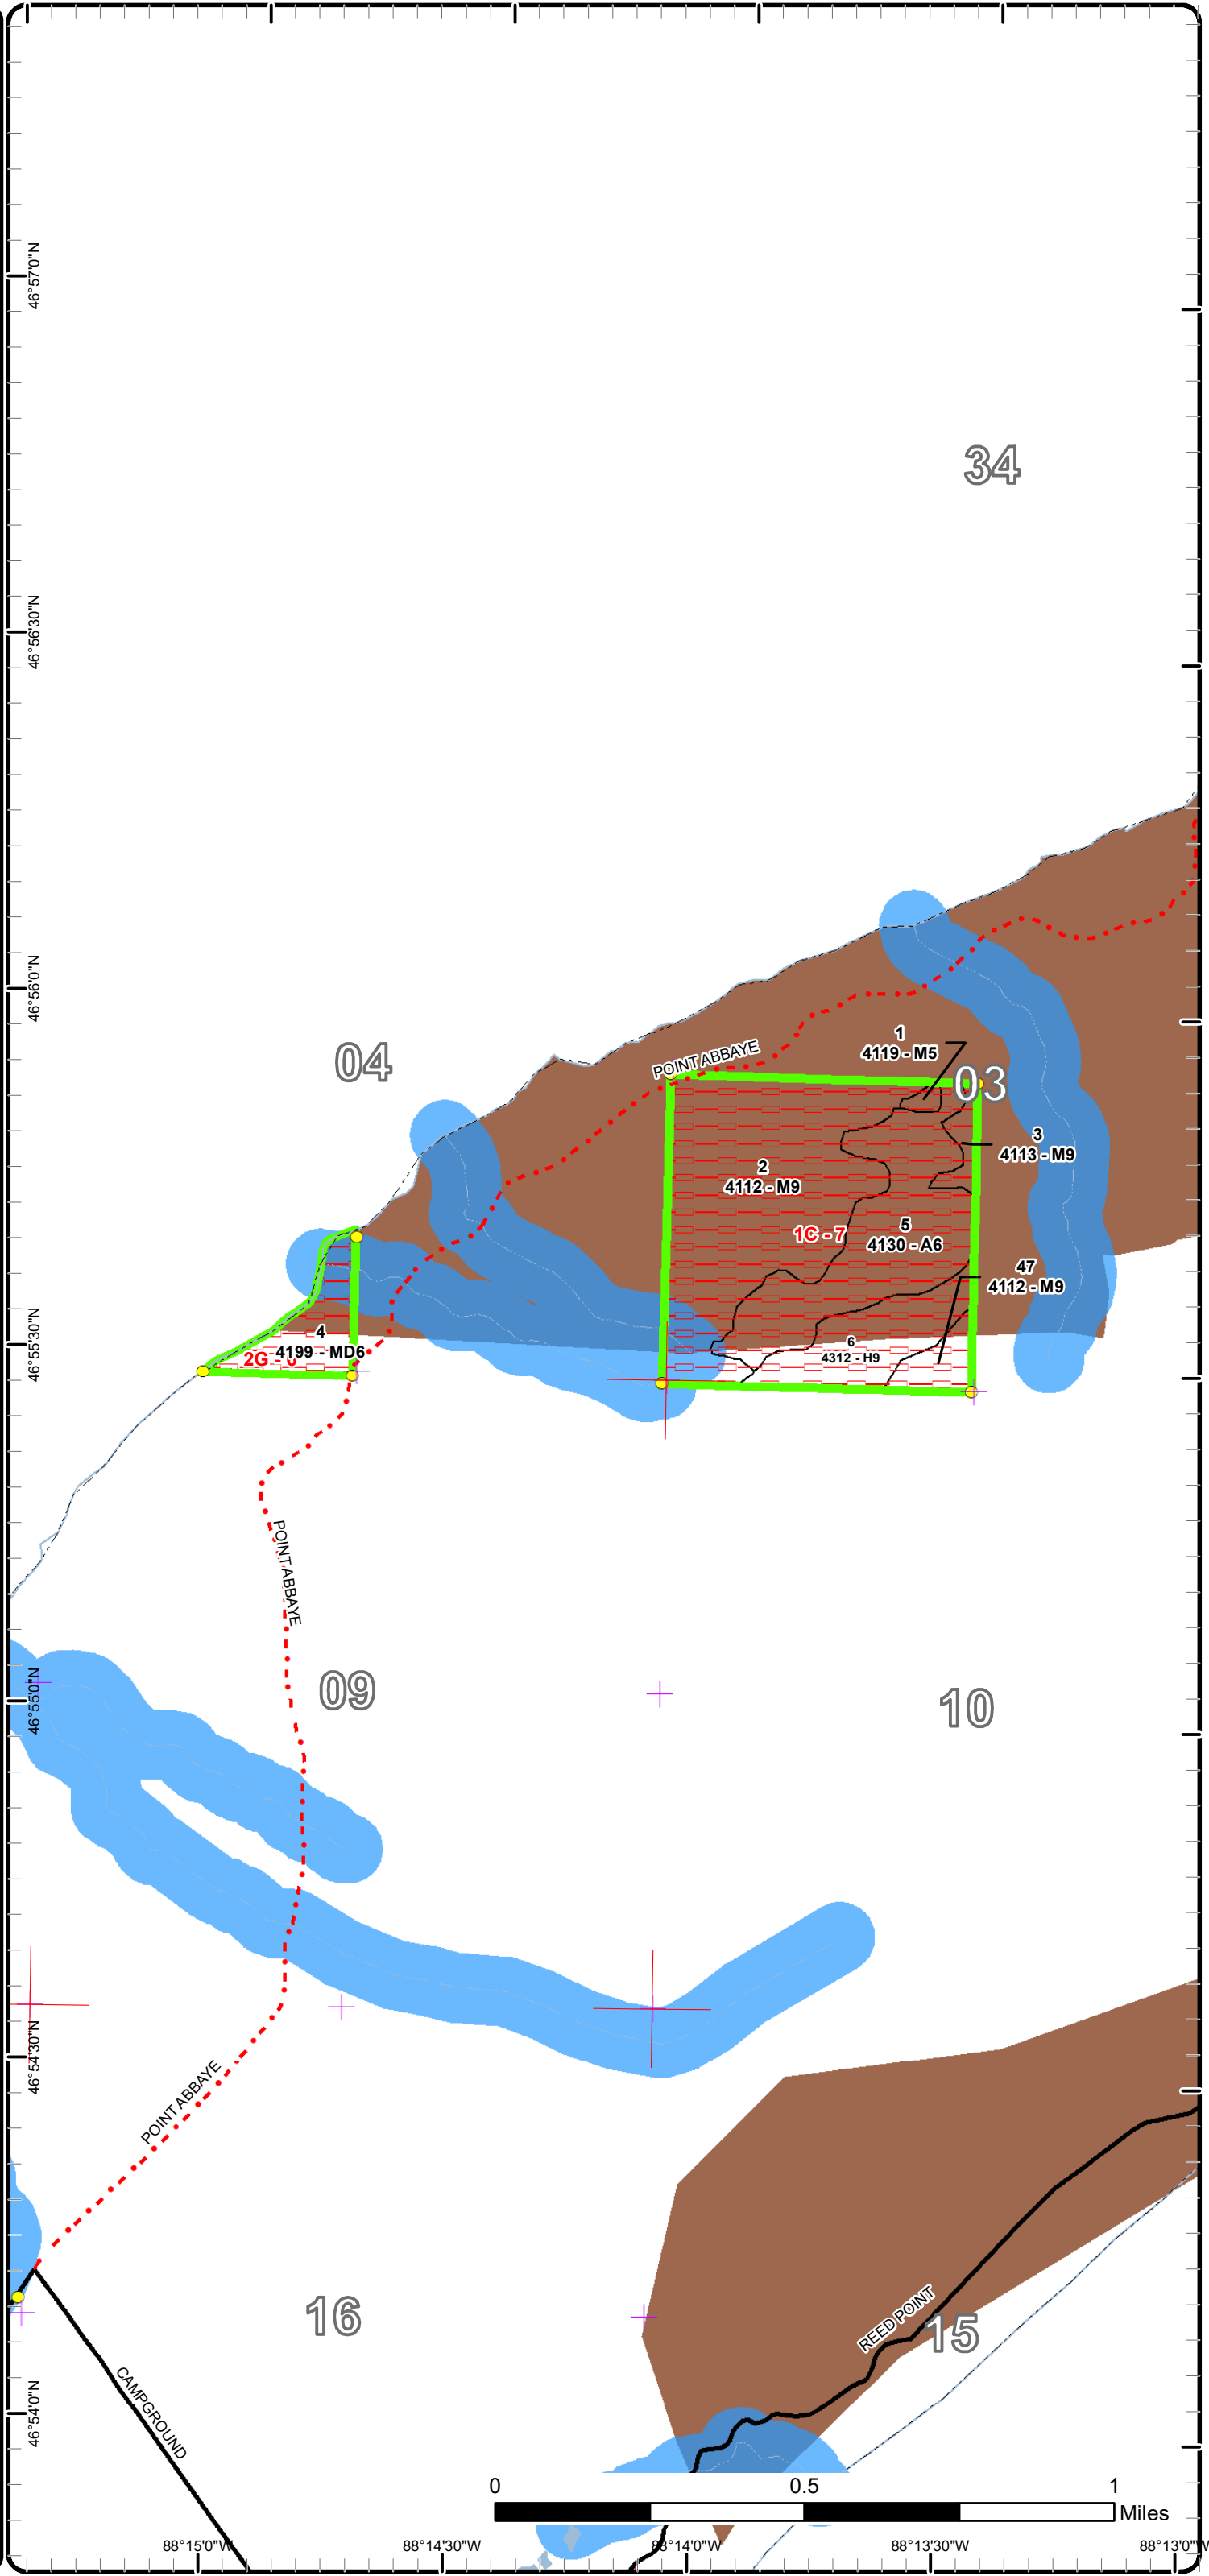 46°57'0"N
34
46°56'30"N
46°56'0"N
04
POINT ABBAYE
1
4119 - M5
03
3
4113 - M9
2
4112 - M9
1C - 7
5
4130 - A6
47
4112 - M9
46°55'30"N
4
4199 - MD6
6
4312 - H9
POINT ABBAYE
46°55'0"N
09
10
46°54'30"N
POINT ABBAYE
16
REED POINT
15
46°54'0"N
CAMPGROUND
0 0.5 1
Miles
88°15'0"W 88°14'30"W 88°14'0"W 88°13'30"W 88°13'0"W